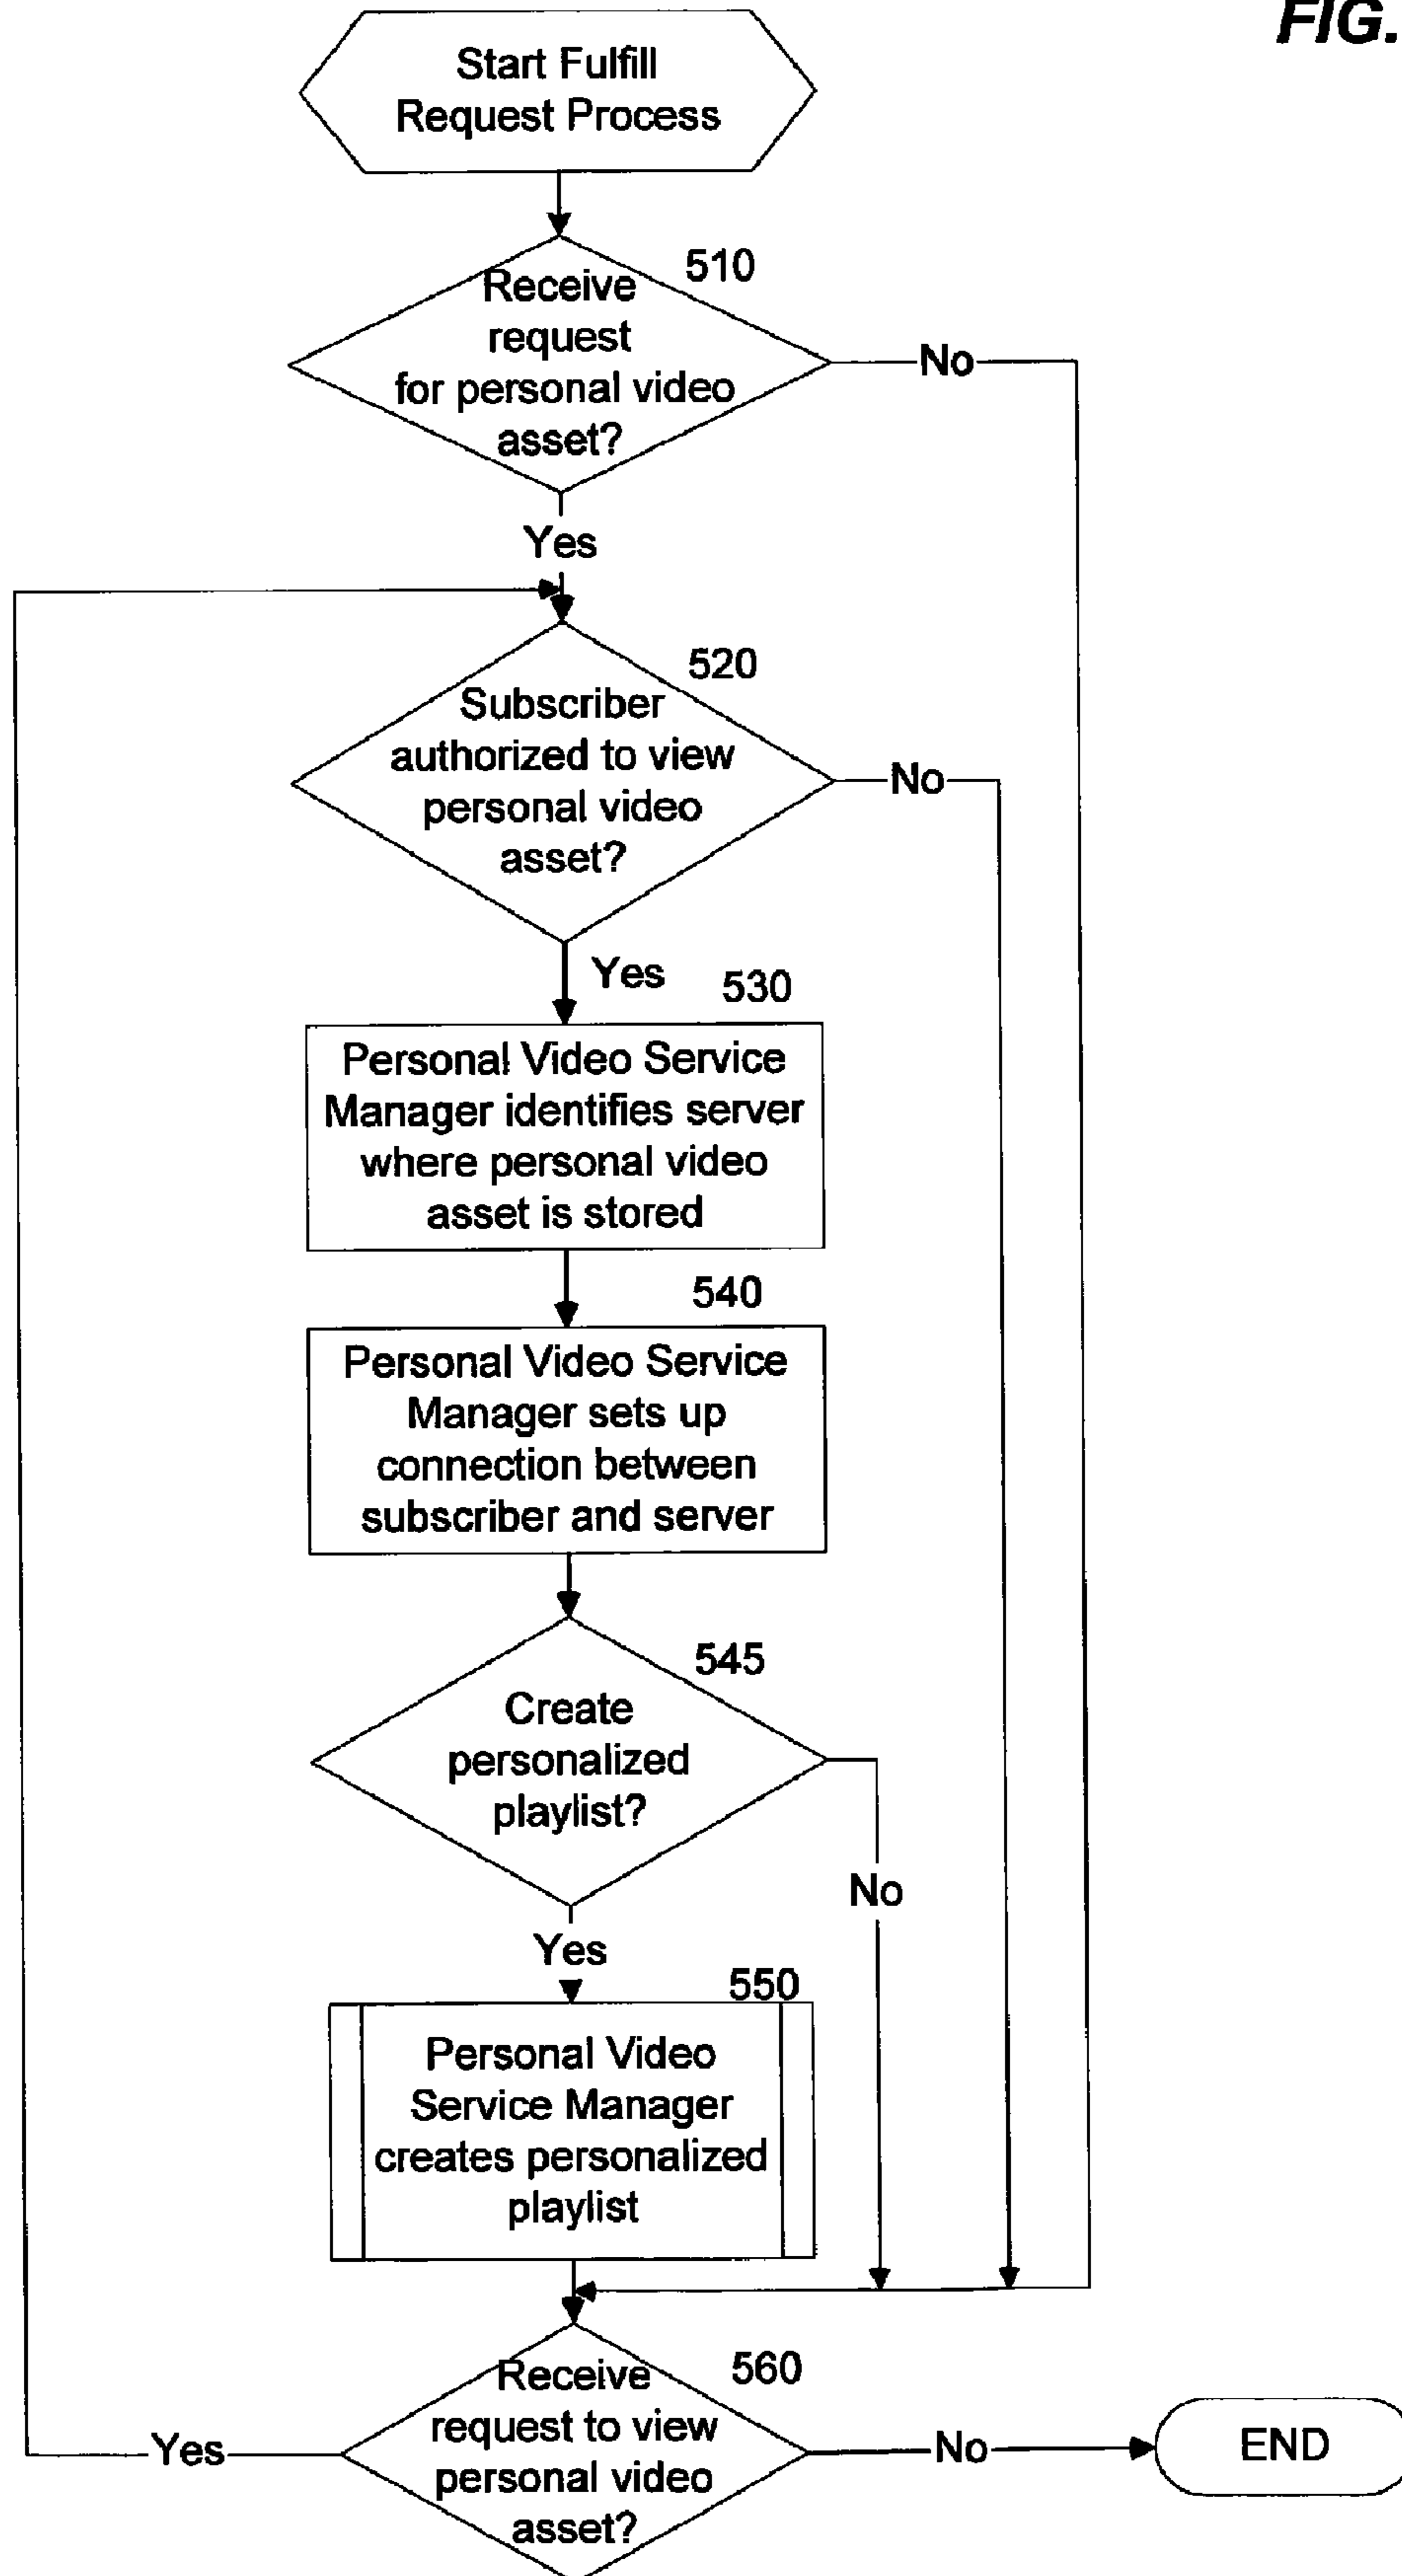 FIG.
Start Fulfill
Request Process
510
Receive
request
for personal video
asset?
No
Yes
520
Subscriber
authorized to view
personal video
asset?
No
Yes
530
Personal Video Service
Manager identifies server
where personal video
asset is stored
540
Personal Video Service
Manager sets up
connection between
subscriber and server
545
Create
personalized
playlist?
No
Yes
550
Personal Video
Service Manager
creates personalized
playlist
560
Receive
request to view
personal video
asset?
Yes
No
END